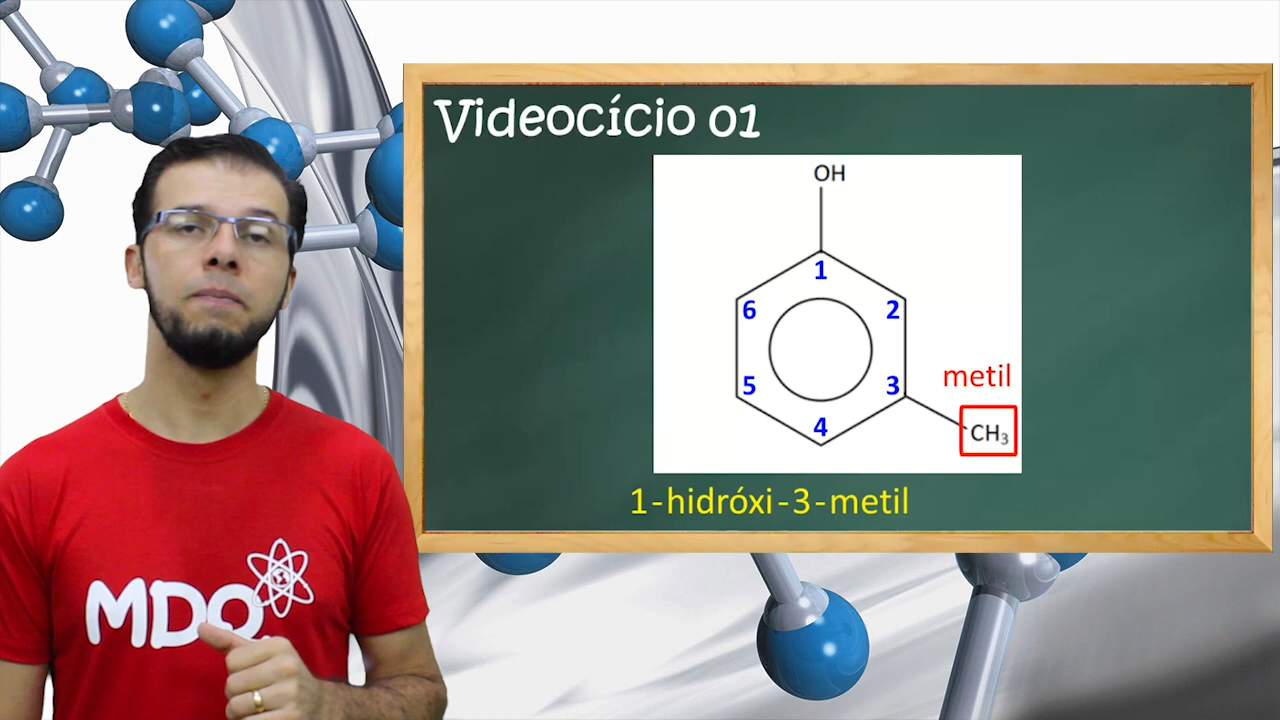 Videocício 01
OH
1
6
2
5
3
metil
4
CH₃
1-hidróxi-3-metil
MDQ